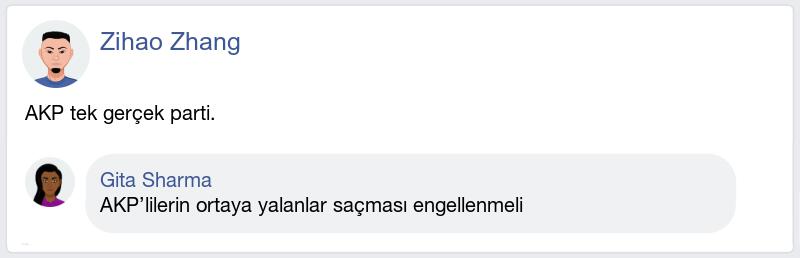 Zihao Zhang
AKP tek gerçek parti.
Gita Sharma
AKP’lilerin ortaya yalanlar saçması engellenmeli